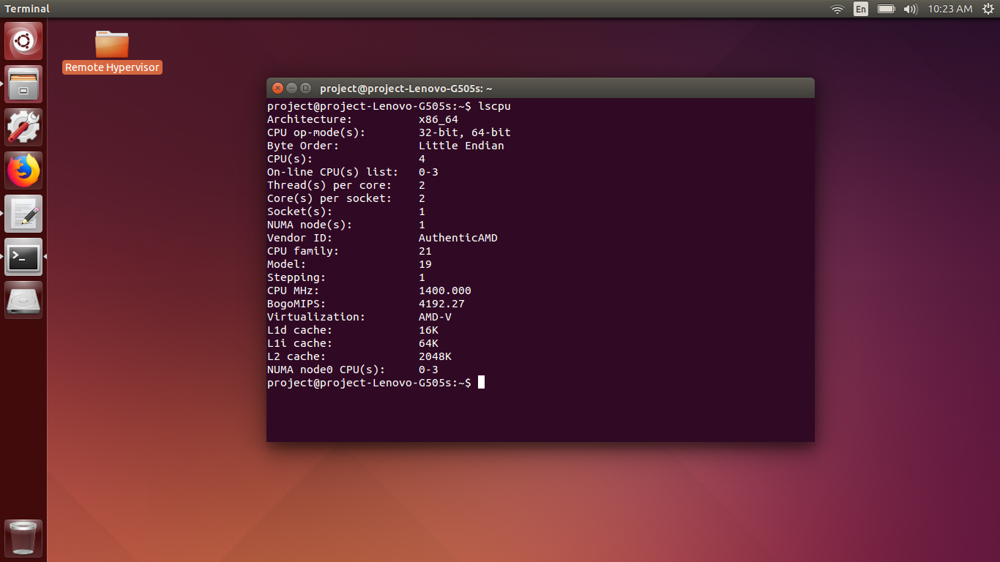 Terminal
En
10:23 AM
Remote Hypervisor
project@project-Lenovo-G505s: ~
project@project-Lenovo-G505s:~$ lscpu
Architecture:          x86_64
CPU op-mode(s):        32-bit, 64-bit
Byte Order:            Little Endian
CPU(s):                4
On-line CPU(s) list:   0-3
Thread(s) per core:    2
Core(s) per socket:    2
Socket(s):             1
NUMA node(s):          1
Vendor ID:             AuthenticAMD
CPU family:            21
Model:                 19
Stepping:              1
CPU MHz:               1400.000
BogoMIPS:              4192.27
Virtualization:        AMD-V
L1d cache:             16K
L1i cache:             64K
L2 cache:              2048K
NUMA node0 CPU(s):     0-3
project@project-Lenovo-G505s:~$